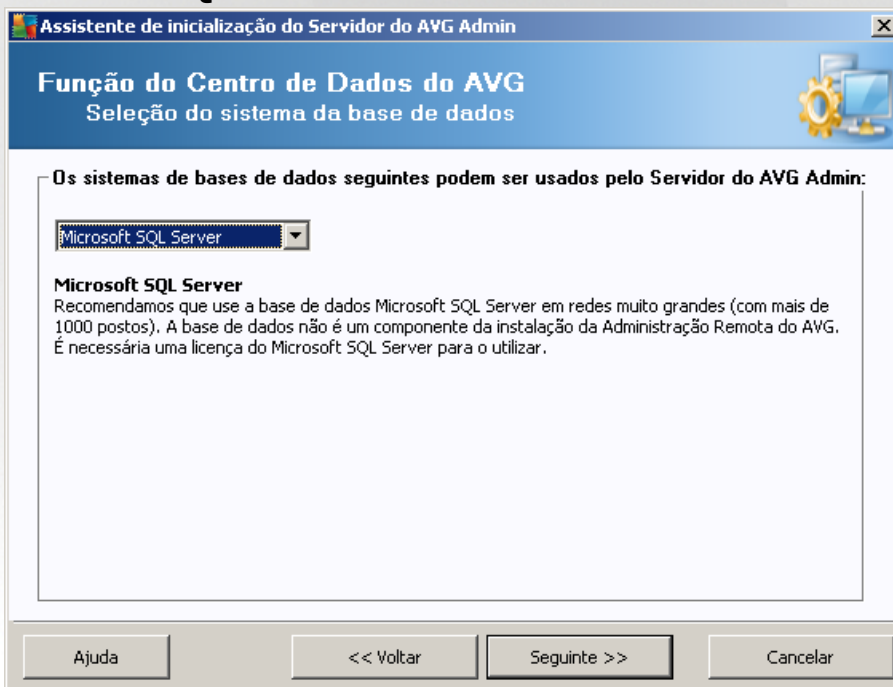 Assistente de inicialização do Servidor do AVG Admin
Função do Centro de Dados do AVG
Seleção do sistema da base de dados
Os sistemas de bases de dados seguintes podem ser usados pelo Servidor do AVG Admin:
Microsoft SQL Server
Microsoft SQL Server
Recomendamos que use a base de dados Microsoft SQL Server em redes muito grandes (com mais de
1000 postos). A base de dados não é um componente da instalação da Administração Remota do AVG.
É necessária uma licença do Microsoft SQL Server para o utilizar.
Ajuda
<< Voltar
Seguinte >>
Cancelar